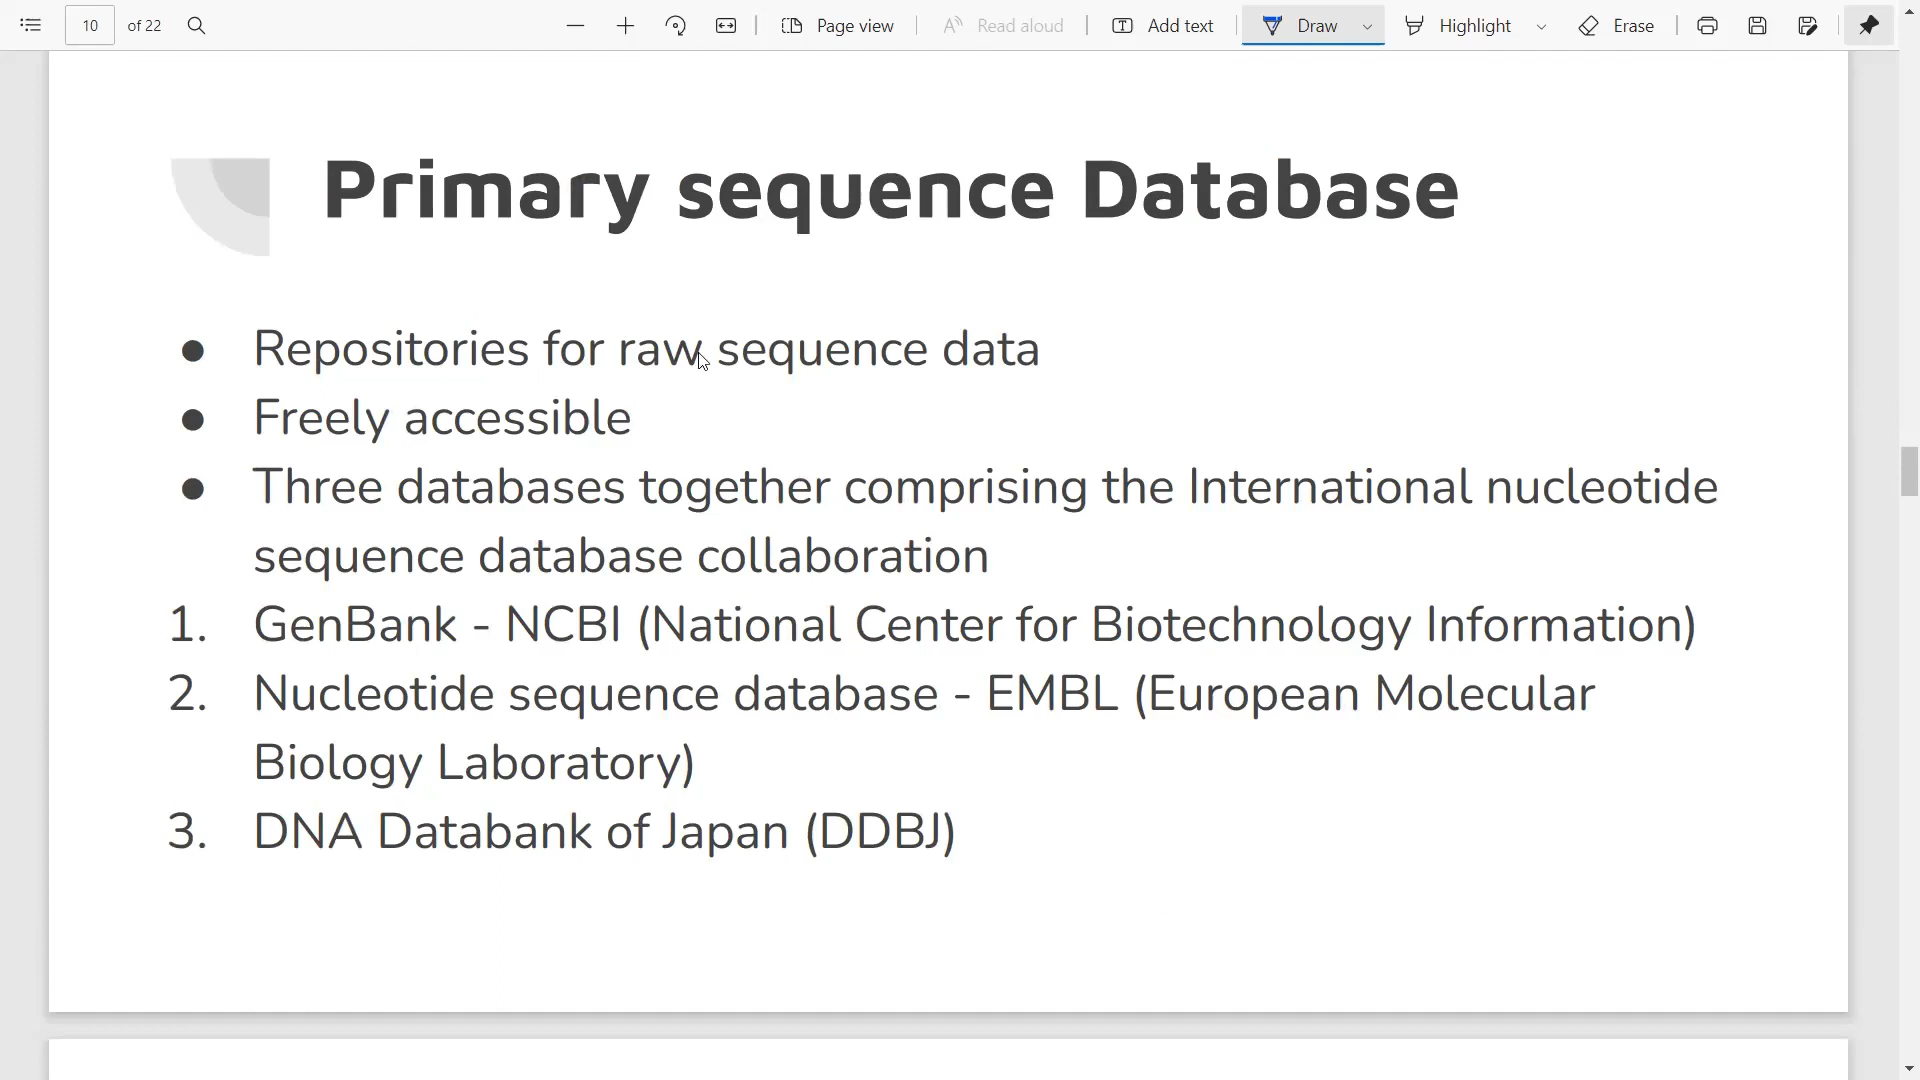 10 of 22 Page view Read aloud Add text Draw Highlight Erase
Primary sequence Database
● Repositories for raw sequence data
● Freely accessible
● Three databases together comprising the International nucleotide
sequence database collaboration
1. GenBank - NCBI (National Center for Biotechnology Information)
2. Nucleotide sequence database - EMBL (European Molecular
Biology Laboratory)
3. DNA Databank of Japan (DDBJ)